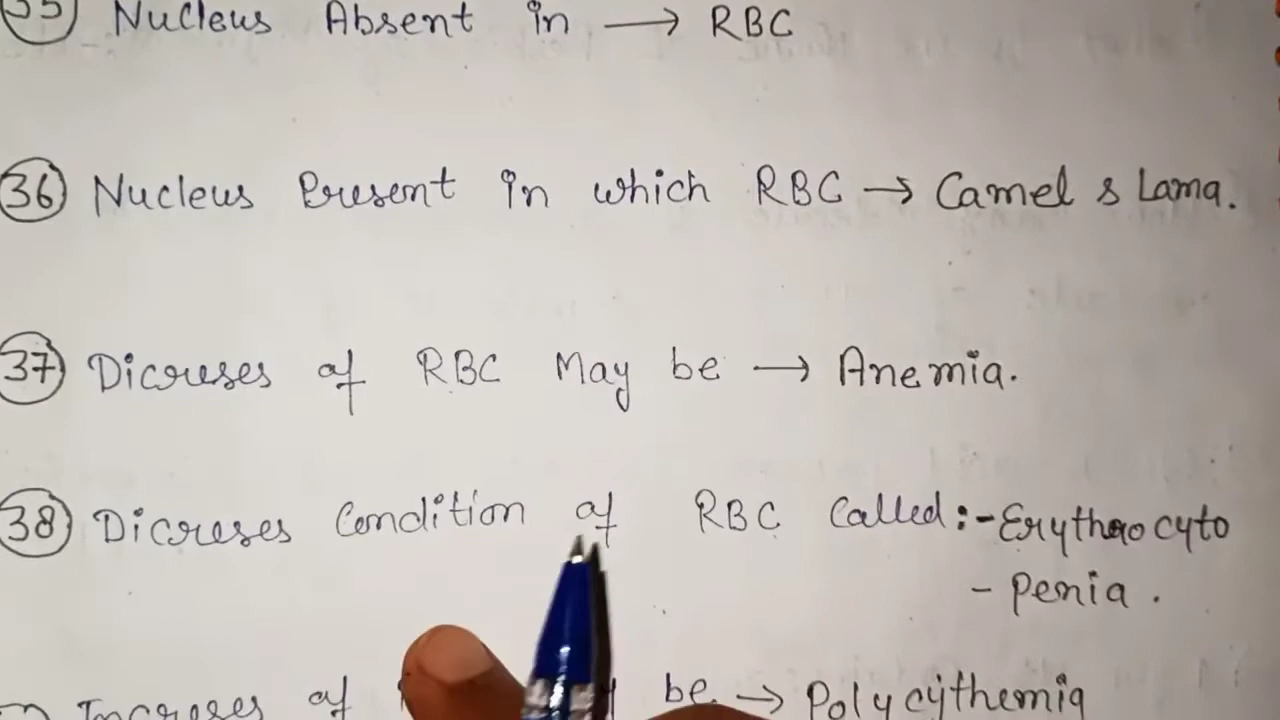 35 Nucleus Absent in → RBC
36 Nucleus Present in which RBC → Camel & Lama.
37 Dicreses of RBC May be → Anemia.
38 Dicreses Condition of RBC Called :- Erythrocyto
- Penia .
Increses of be → Polycythemia